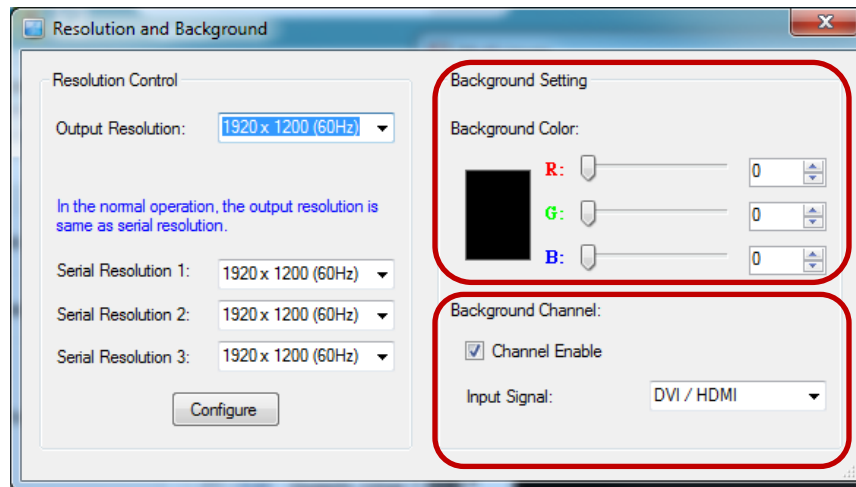 Resolution and Background
Resolution Control
Output Resolution: 1920 x 1200 (60Hz)
In the normal operation, the output resolution is
same as serial resolution.
Serial Resolution 1: 1920 x 1200 (60Hz)
Serial Resolution 2: 1920 x 1200 (60Hz)
Serial Resolution 3: 1920 x 1200 (60Hz)
Configure
Background Setting
Background Color:
R: 0
G: 0
B: 0
Background Channel:
Channel Enable
Input Signal: DVI / HDMI